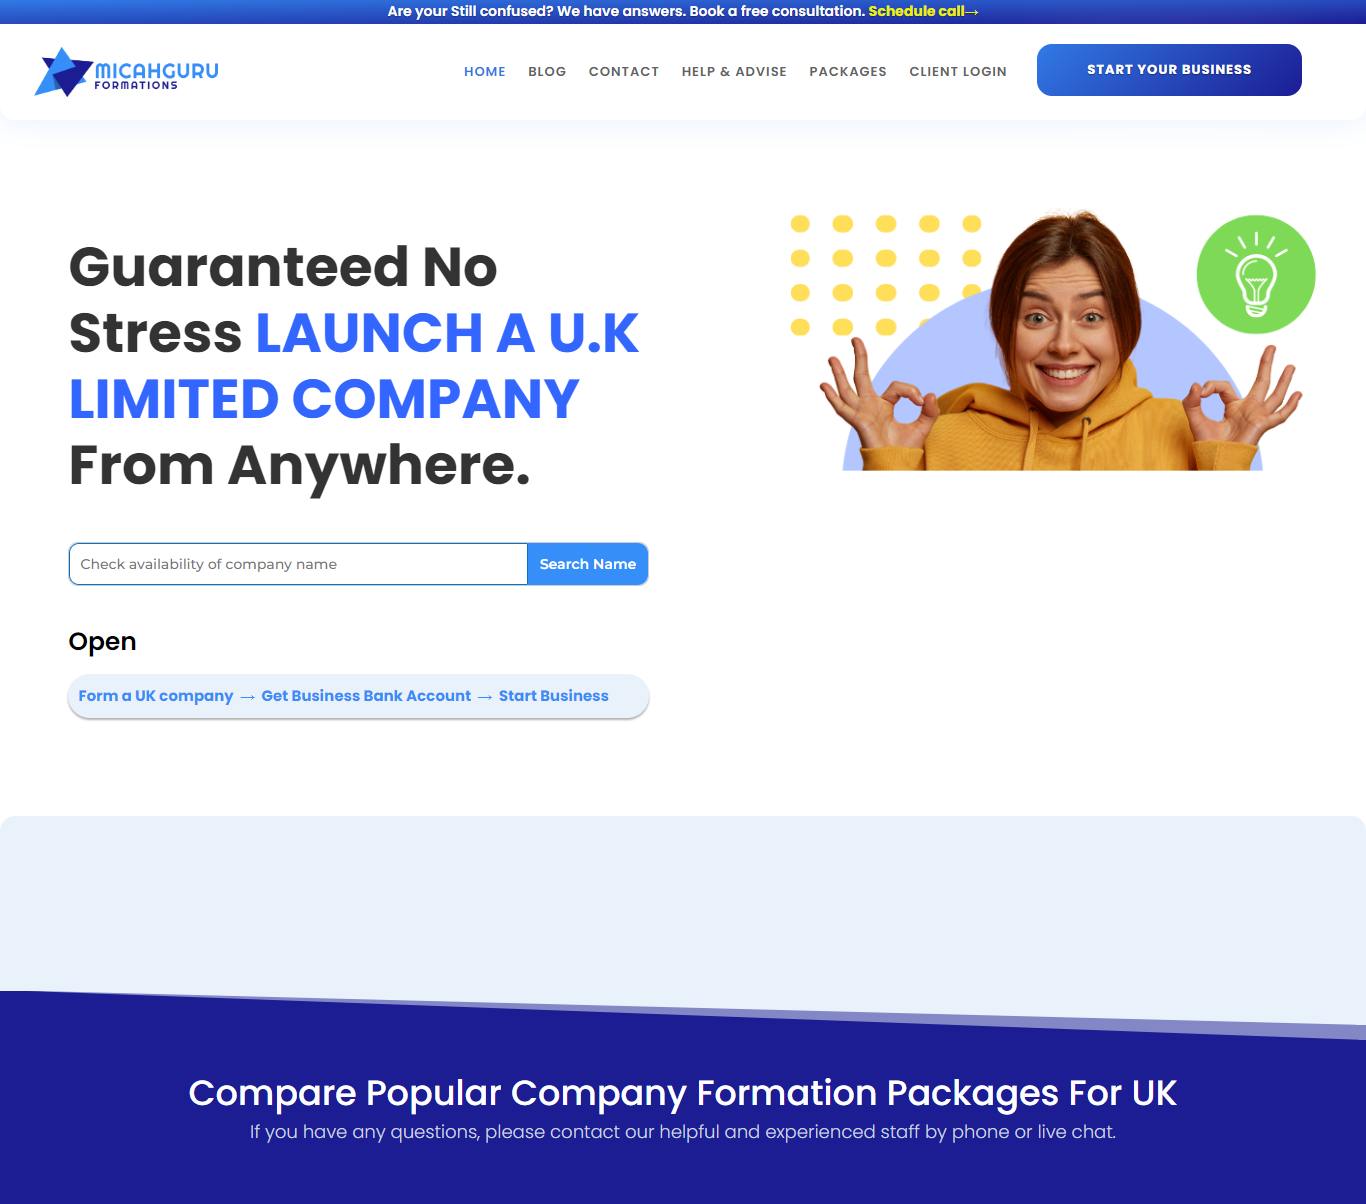 Are your Still confused? We have answers. Book a free consultation. Schedule call→
MICAHGURU
FORMATIONS
HOME BLOG CONTACT HELP & ADVISE PACKAGES CLIENT LOGIN
START YOUR BUSINESS
Guaranteed No
Stress LAUNCH A U.K
LIMITED COMPANY
From Anywhere.
Check availability of company name
Search Name
Open
Form a UK company → Get Business Bank Account → Start Business
Compare Popular Company Formation Packages For UK
If you have any questions, please contact our helpful and experienced staff by phone or live chat.